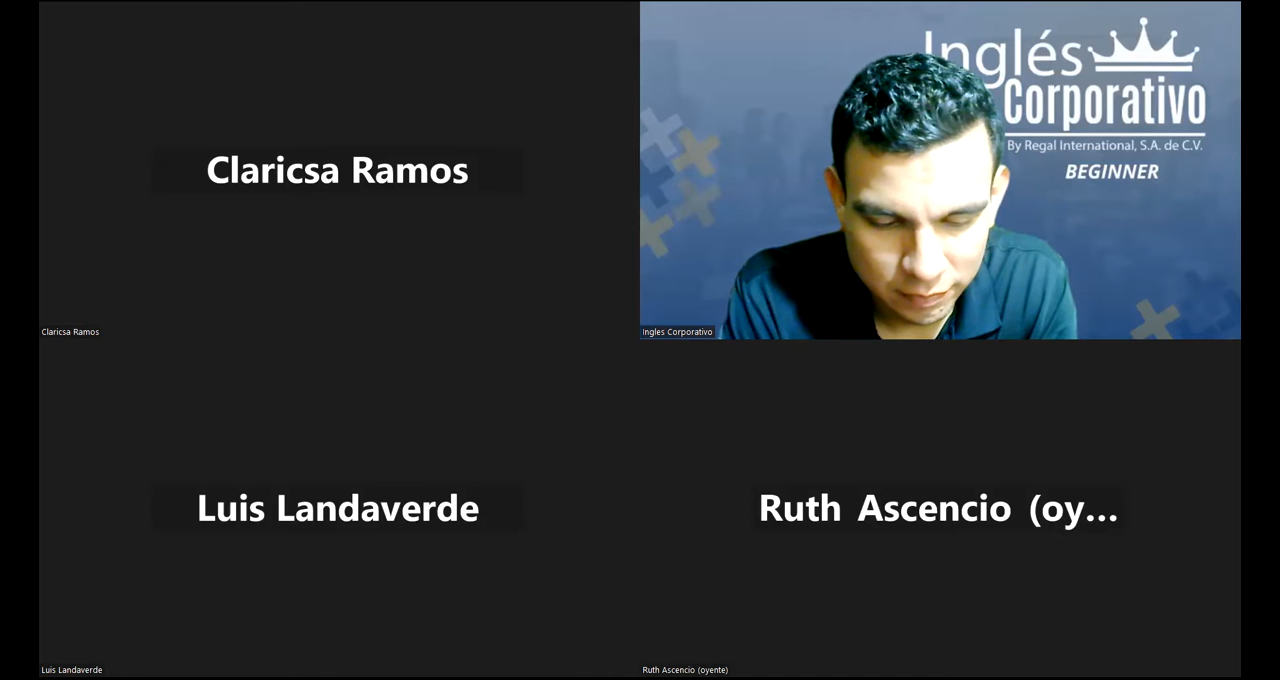 Claricsa Ramos
Claricsa Ramos
Inglés
Corporativo
By Regal International, S.A. de C.V.
BEGINNER
Ingles Corporativo
Luis Landaverde
Luis Landaverde
Ruth Ascencio (oy...
Ruth Ascencio (oyente)